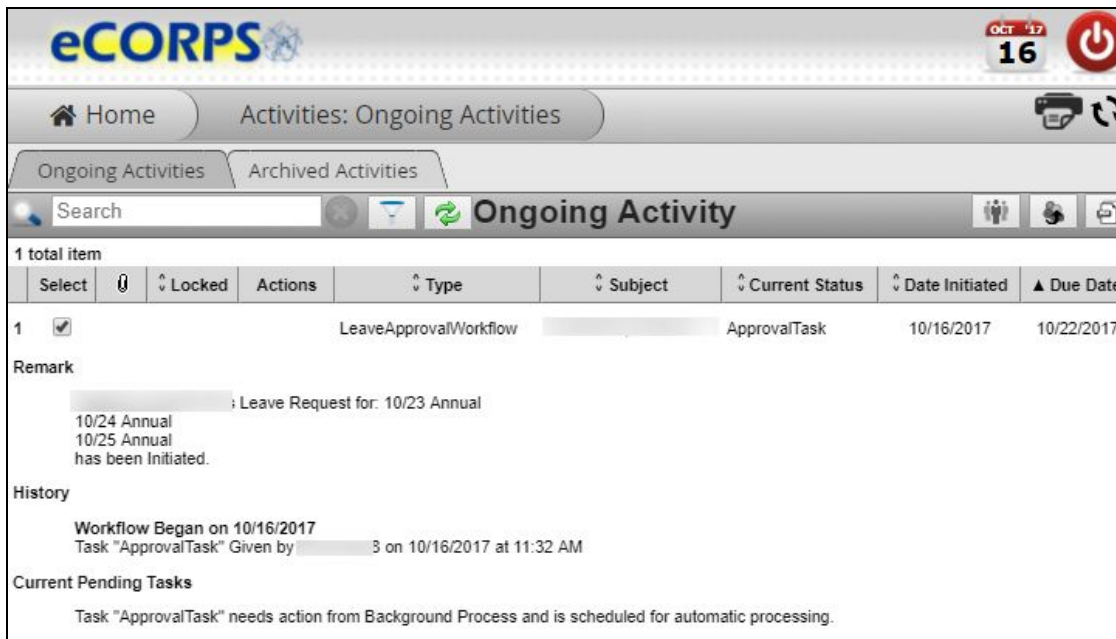 eCORPS
OCT '17
16
Home
Activities: Ongoing Activities
Ongoing Activities
Archived Activities
Search
Ongoing Activity
1 total item
Select Locked Actions Type Subject Current Status Date Initiated ▲ Due Date
1 LeaveApprovalWorkflow ApprovalTask 10/16/2017 10/22/2017
Remark
Leave Request for: 10/23 Annual
10/24 Annual
10/25 Annual
has been Initiated.
History
Workflow Began on 10/16/2017
Task "ApprovalTask" Given by on 10/16/2017 at 11:32 AM
Current Pending Tasks
Task "ApprovalTask" needs action from Background Process and is scheduled for automatic processing.